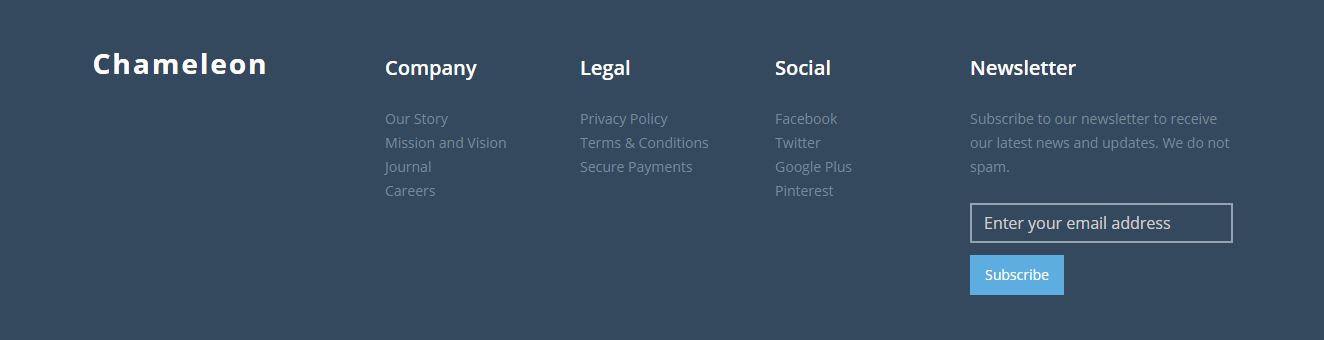 Chameleon
Company
Our Story
Mission and Vision
Journal
Careers
Legal
Privacy Policy
Terms & Conditions
Secure Payments
Social
Facebook
Twitter
Google Plus
Pinterest
Newsletter
Subscribe to our newsletter to receive
our latest news and updates. We do not
spam.
Enter your email address
Subscribe